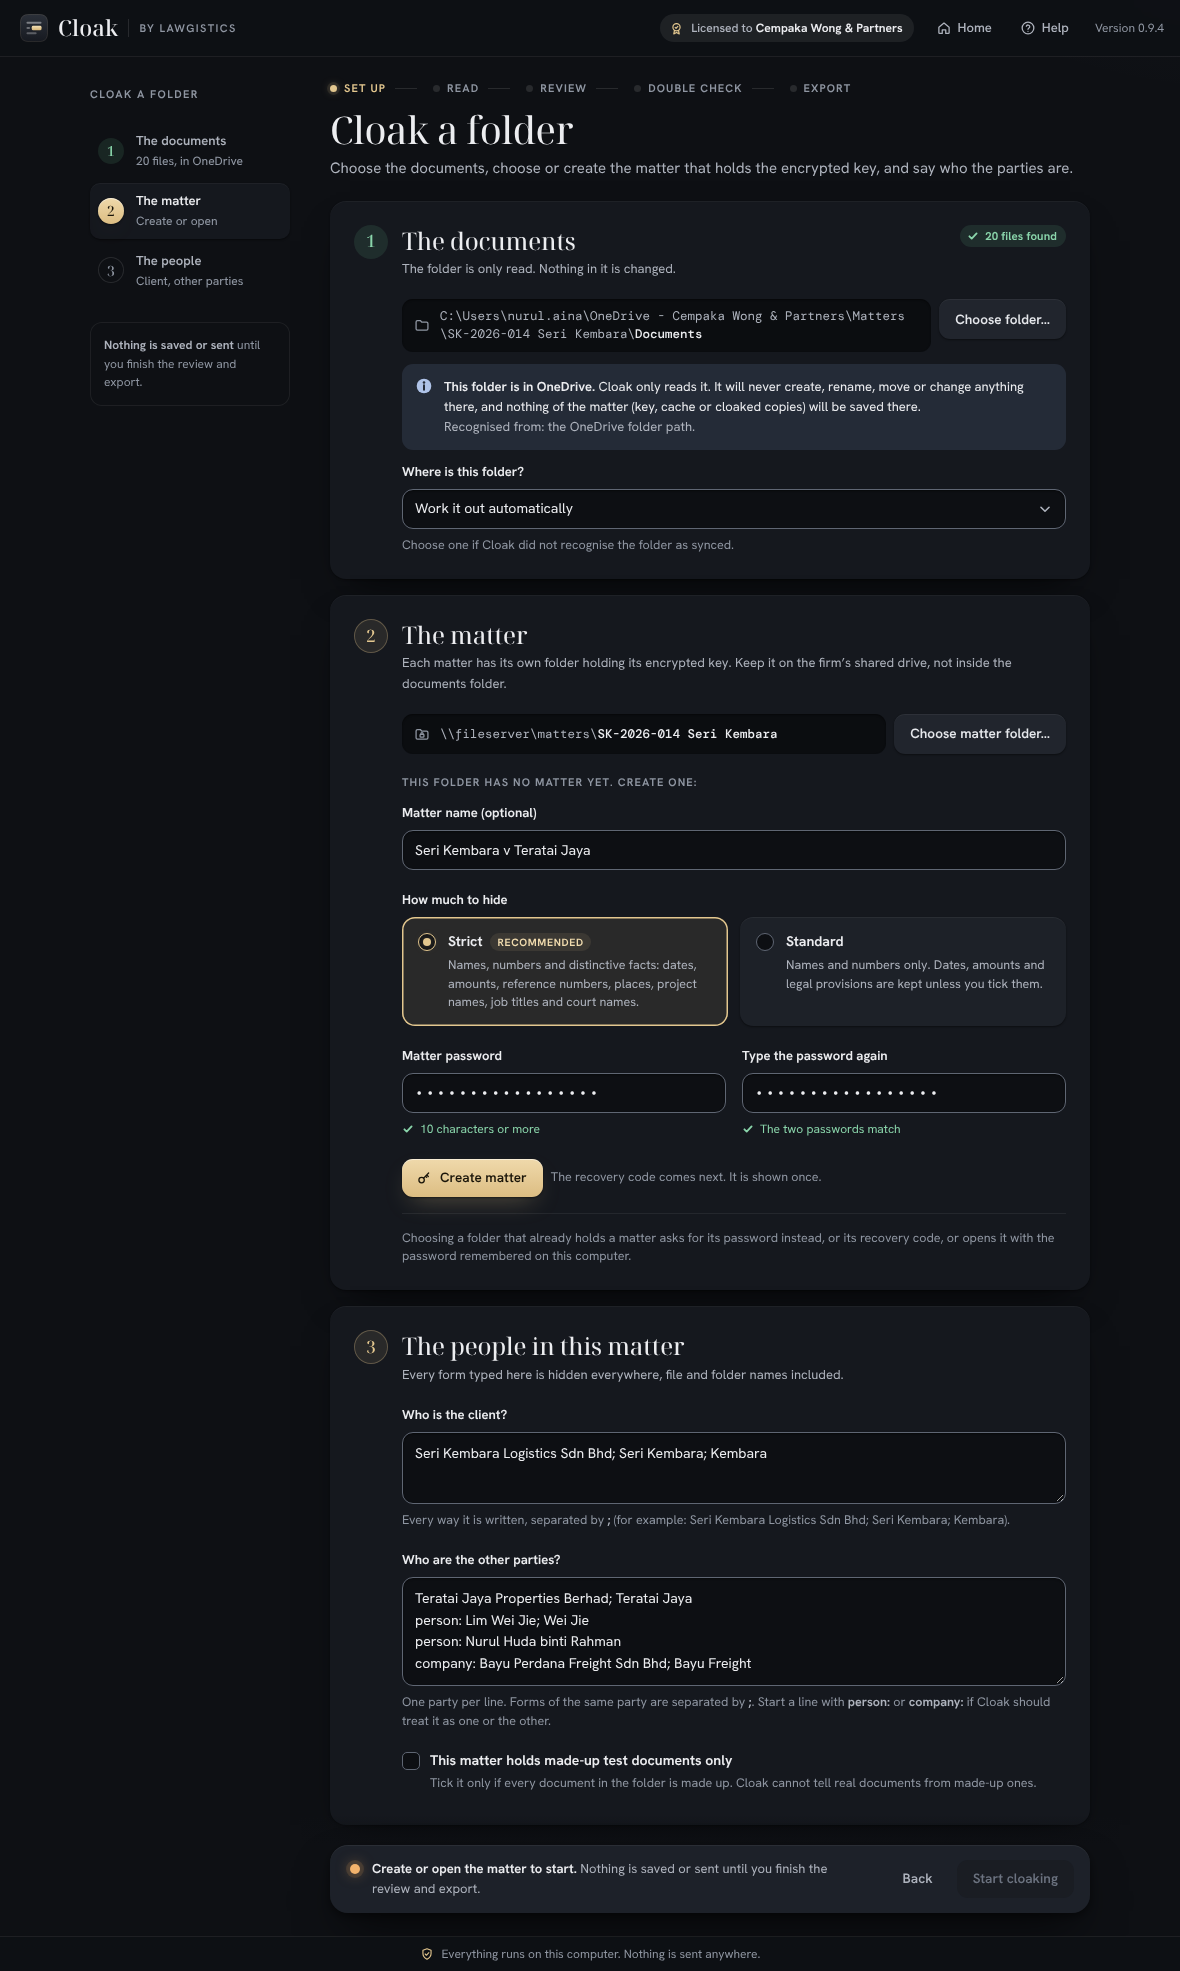 Cloak
BY LAWGISTICS
Licensed to Cempaka Wong & Partners
Home
Help
Version 0.9.4
CLOAK A FOLDER
1
The documents
20 files, in OneDrive
2
The matter
Create or open
3
The people
Client, other parties
Nothing is saved or sent until
you finish the review and
export.
SET UP
READ
REVIEW
DOUBLE CHECK
EXPORT
Cloak a folder
Choose the documents, choose or create the matter that holds the encrypted key, and say who the parties are.
1
The documents
20 files found
The folder is only read. Nothing in it is changed.
C:\Users\nurul.aina\OneDrive - Cempaka Wong & Partners\Matters
\SK-2026-014 Seri Kembara\Documents
Choose folder...
This folder is in OneDrive. Cloak only reads it. It will never create, rename, move or change anything
there, and nothing of the matter (key, cache or cloaked copies) will be saved there.
Recognised from: the OneDrive folder path.
Where is this folder?
Work it out automatically
Choose one if Cloak did not recognise the folder as synced.
2
The matter
Each matter has its own folder holding its encrypted key. Keep it on the firm’s shared drive, not inside the
documents folder.
\\fileserver\matters\SK-2026-014 Seri Kembara
Choose matter folder...
THIS FOLDER HAS NO MATTER YET. CREATE ONE:
Matter name (optional)
Seri Kembara v Teratai Jaya
How much to hide
Strict
RECOMMENDED
Names, numbers and distinctive facts: dates,
amounts, reference numbers, places, project
names, job titles and court names.
Standard
Names and numbers only. Dates, amounts and
legal provisions are kept unless you tick them.
Matter password
Type the password again
•••••••••••••••••
•••••••••••••••••
10 characters or more
The two passwords match
Create matter
The recovery code comes next. It is shown once.
Choosing a folder that already holds a matter asks for its password instead, or its recovery code, or opens it with the
password remembered on this computer.
3
The people in this matter
Every form typed here is hidden everywhere, file and folder names included.
Who is the client?
Seri Kembara Logistics Sdn Bhd; Seri Kembara; Kembara
Every way it is written, separated by ; (for example: Seri Kembara Logistics Sdn Bhd; Seri Kembara; Kembara).
Who are the other parties?
Teratai Jaya Properties Berhad; Teratai Jaya
person: Lim Wei Jie; Wei Jie
person: Nurul Huda binti Rahman
company: Bayu Perdana Freight Sdn Bhd; Bayu Freight
One party per line. Forms of the same party are separated by ;. Start a line with person: or company: if Cloak should
treat it as one or the other.
This matter holds made-up test documents only
Tick it only if every document in the folder is made up. Cloak cannot tell real documents from made-up ones.
Create or open the matter to start. Nothing is saved or sent until you finish the
review and export.
Back
Start cloaking
Everything runs on this computer. Nothing is sent anywhere.